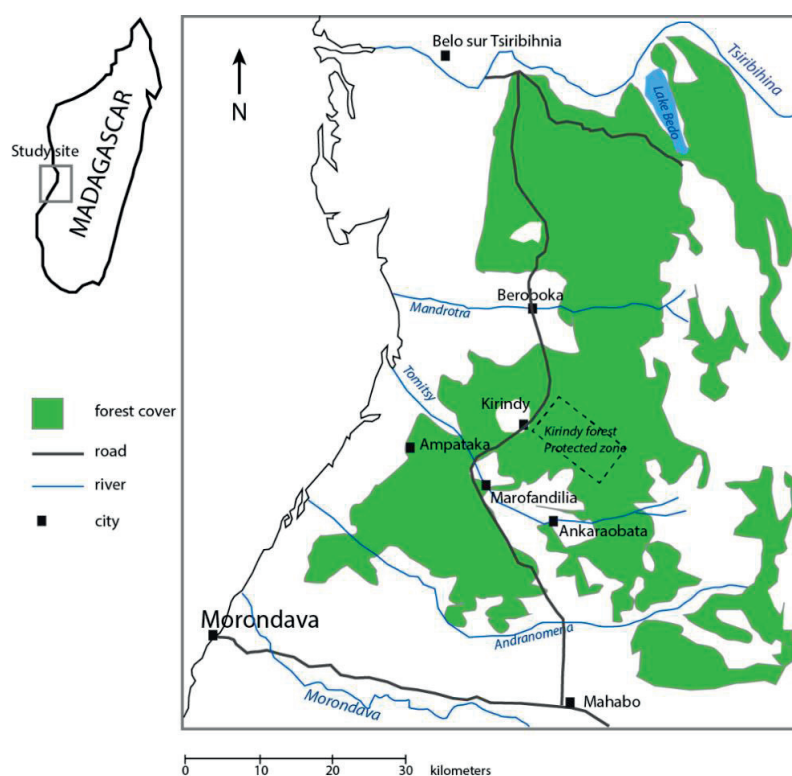 Belo sur Tsiribihnia
Tsiribihina
Lake Bedo
N
Study site
MADAGASCAR
Beroboka
Mandrotra
Tomitsy
Kirindy
Kirindy forest
Protected zone
Ampataka
Marofandilia
Ankaraobata
forest cover
road
river
city
Morondava
Andranomena
Morondava
Mahabo
0 10 20 30 kilometers